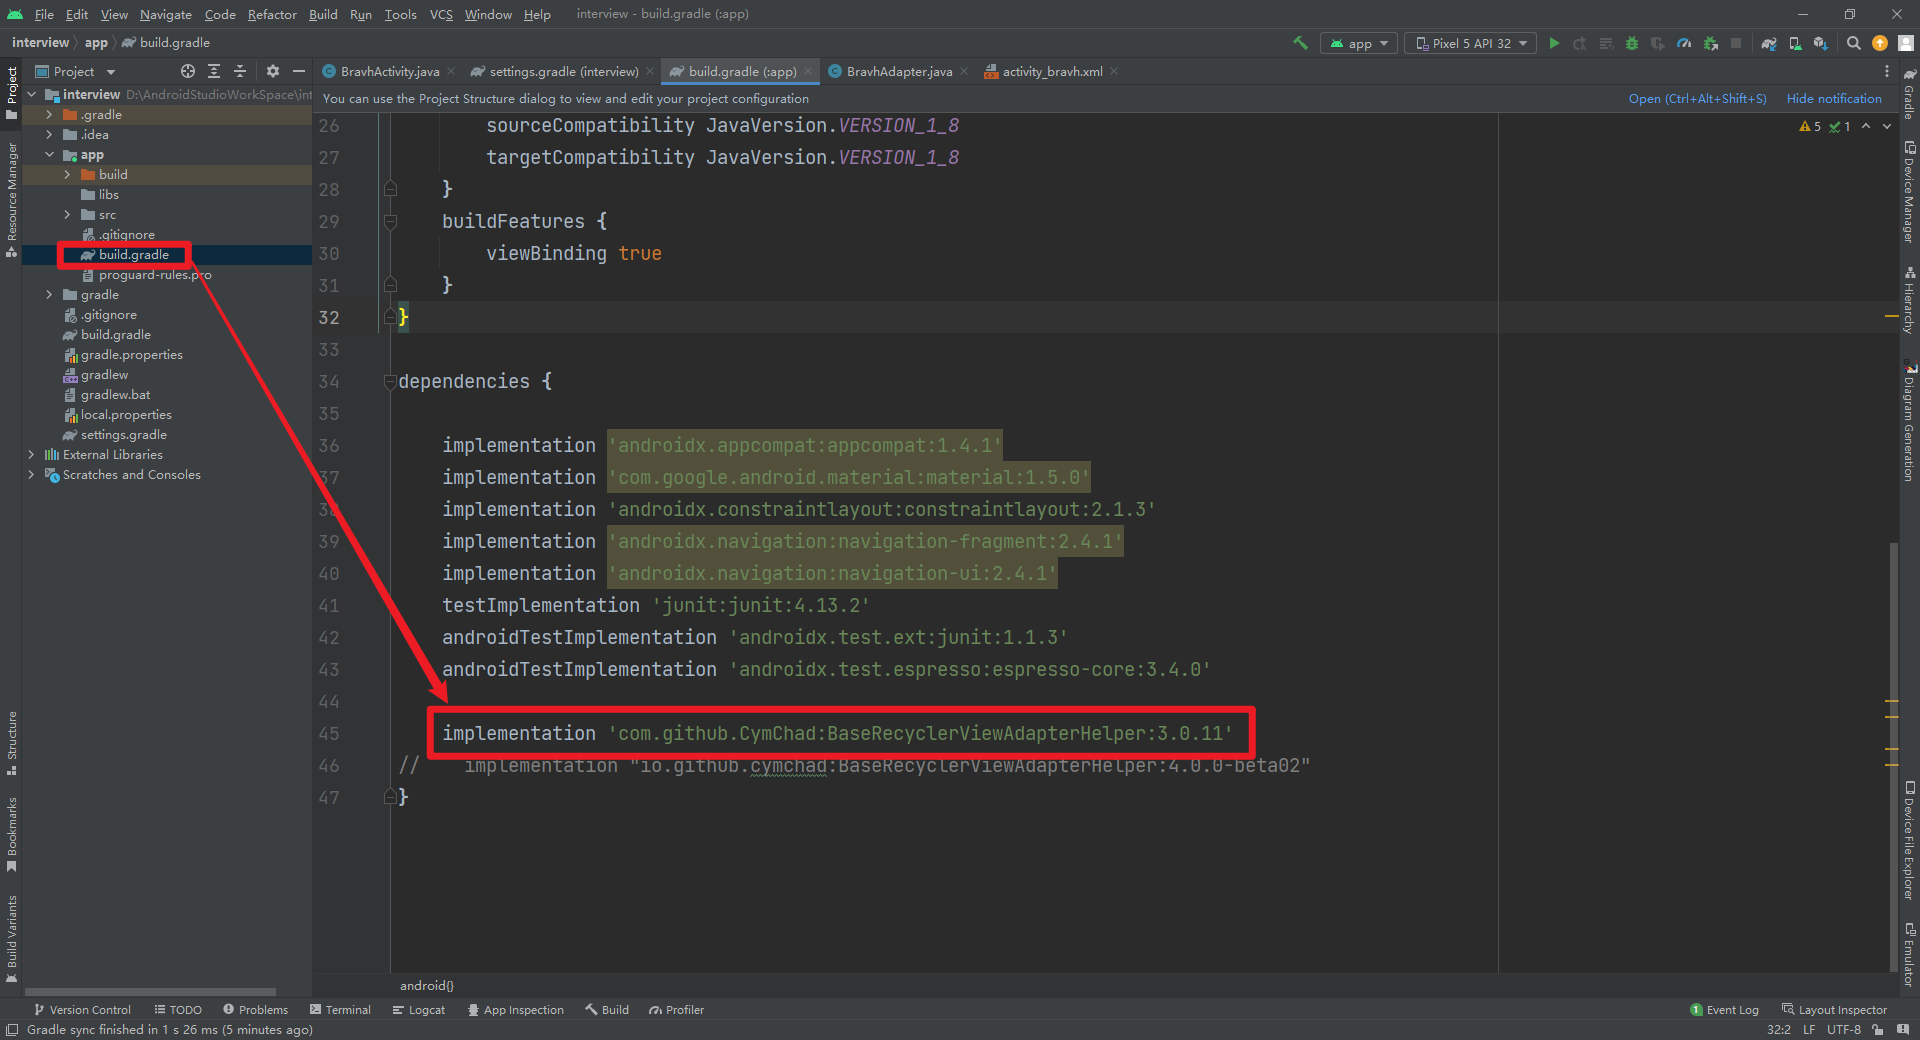 File Edit View Navigate Code Refactor Build Run Tools VCS Window Help interview - build.gradle (:app)
interview app build.gradle
app Pixel 5 API 32
Project
BravhActivity.java settings.gradle (interview) build.gradle (:app) BravhAdapter.java activity_bravh.xml
You can use the Project Structure dialog to view and edit your project configuration Open (Ctrl+Alt+Shift+S) Hide notification
5 1
Project
Resource Manager
Structure
Bookmarks
Build Variants
interview D:\AndroidStudioWorkSpace\int
.gradle
.idea
app
build
libs
src
.gitignore
build.gradle
proguard-rules.pro
gradle
.gitignore
build.gradle
gradle.properties
gradlew
gradlew.bat
local.properties
settings.gradle
External Libraries
Scratches and Consoles
26 sourceCompatibility JavaVersion.VERSION_1_8
27 targetCompatibility JavaVersion.VERSION_1_8
28 }
29 buildFeatures {
30 viewBinding true
31 }
32 }
33
34 dependencies {
35
36 implementation 'androidx.appcompat:appcompat:1.4.1'
37 implementation 'com.google.android.material:material:1.5.0'
38 implementation 'androidx.constraintlayout:constraintlayout:2.1.3'
39 implementation 'androidx.navigation:navigation-fragment:2.4.1'
40 implementation 'androidx.navigation:navigation-ui:2.4.1'
41 testImplementation 'junit:junit:4.13.2'
42 androidTestImplementation 'androidx.test.ext:junit:1.1.3'
43 androidTestImplementation 'androidx.test.espresso:espresso-core:3.4.0'
44
45 implementation 'com.github.CymChad:BaseRecyclerViewAdapterHelper:3.0.11'
46 // implementation "io.github.cymchad:BaseRecyclerViewAdapterHelper:4.0.0-beta02"
47 }
android{}
Gradle
Device Manager
Hierarchy
Diagram Generation
Device File Explorer
Emulator
Version Control TODO Problems Terminal Logcat App Inspection Build Profiler 1 Event Log Layout Inspector
Gradle sync finished in 1 s 26 ms (5 minutes ago) 32:2 LF UTF-8